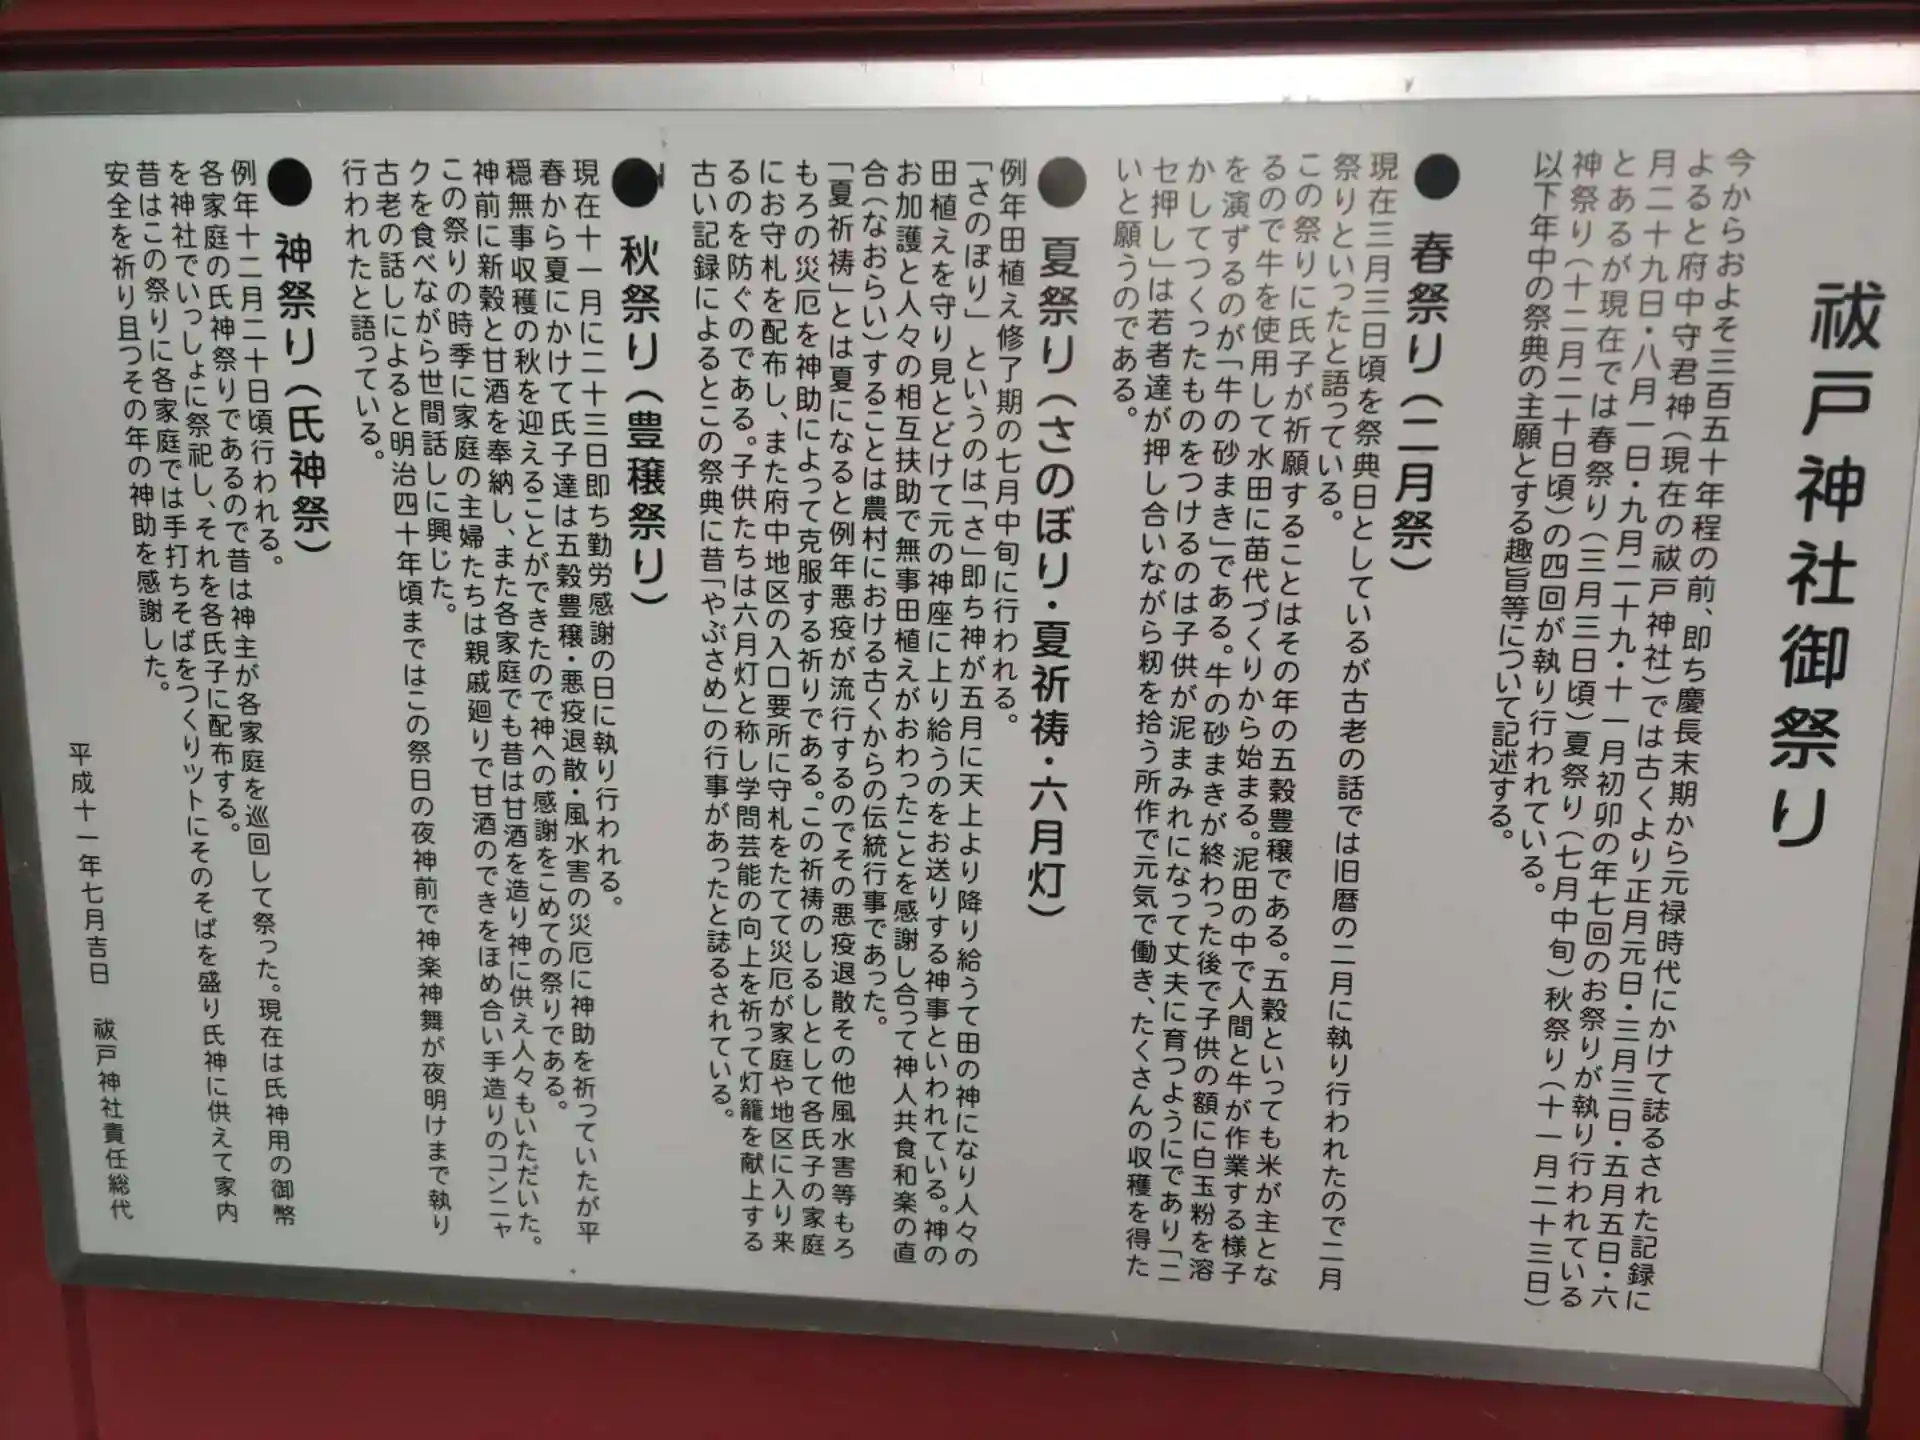 祓戸神社御祭り
今からおよそ三百五十年程の前、即ち慶長末期から元禄時代にかけて誌るされた記録に
よると府中守君神（現在の祓戸神社）では古くより正月元日・三月三日・五月五日・六
月二十九日・八月一日・九月二十九・十一月初卯の年七回のお祭りが執り行われている
とあるが現在では春祭り（三月三日頃）夏祭り（七月中旬）秋祭り（十一月二十三日）
神祭り（十二月二十日頃）の四回が執り行われている。
以下年中の祭典の主願とする趣旨等について記述する。
● 春祭り（二月祭）
現在三月三日頃を祭典日としているが古老の話では旧暦の二月に執り行われたので二月
祭りといったと語っている。
この祭りに氏子が祈願することはその年の五穀豊穣である。五穀といっても米が主とな
るので牛を使用して水田に苗代づくりから始まる。泥田の中で人間と牛が作業する様子
を演ずるのが「牛の砂まき」である。牛の砂まきが終わった後で子供の額に白玉粉を溶
かしてつくったものをつけるのは子供が泥まみれになって丈夫に育つようにであり「二
セ押し」は若者達が押し合いながら籾を拾う所作で元気で働き、たくさんの収穫を得た
いと願うのである。
● 夏祭り（さのぼり・夏祈祷・六月灯）
例年田植え修了期の七月中旬に行われる。
「さのぼり」というのは「さ」即ち神が五月に天上より降り給うて田の神になり人々の
田植えを守り見とどけて元の神座に上り給うのをお送りする神事といわれている。神の
お加護と人々の相互扶助で無事田植えがおわったことを感謝し合って神人共食和楽の直
合（なおらい）することは農村における古くからの伝統行事であった。
「夏祈祷」とは夏になると例年悪疫が流行するのでその悪疫退散その他風水害等もろ
もろの災厄を神助によって克服する祈りである。この祈祷のしるしとして各氏子の家庭
にお守札を配布し、また府中地区の入口要所に守札をたてて災厄が家庭や地区に入り来
るのを防ぐのである。子供たちは六月灯と称し学問芸能の向上を祈って灯籠を献上する
古い記録によるとこの祭典に昔「やぶさめ」の行事があったと誌るされている。
● 秋祭り（豊穣祭り）
現在十一月に二十三日即ち勤労感謝の日に執り行われる。
春から夏にかけて氏子達は五穀豊穣・悪疫退散・風水害の災厄に神助を祈っていたが平
穏無事収穫の秋を迎えることができたので神への感謝をこめての祭りである。
神前に新穀と甘酒を奉納し、また各家庭でも昔は甘酒を造り神に供え人々もいただいた。
この祭りの時季に家庭の主婦たちは親戚廻りで甘酒のできをほめ合い手造りのコンニャ
クを食べながら世間話しに興じた。
古老の話しによると明治四十年頃まではこの祭日の夜神前で神楽神舞が夜明けまで執り
行われたと語っている。
● 神祭り（氏神祭）
例年十二月二十日頃行われる。
各家庭の氏神祭りであるので昔は神主が各家庭を巡回して祭った。現在は氏神用の御幣
を神社でいっしょに祭祀し、それを各氏子に配布する。
昔はこの祭りに各家庭では手打ちそばをつくりットにそのそばを盛り氏神に供えて家内
安全を祈り且つその年の神助を感謝した。
平成十一年七月吉日　祓戸神社責任総代